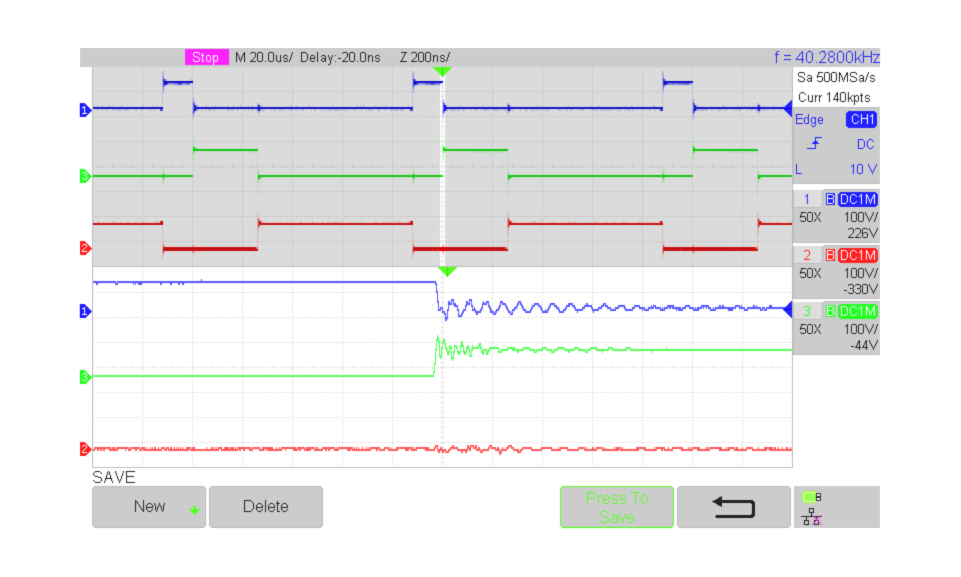 Stop M 20.0us/ Delay:-20.0ns Z 200ns/ f = 40.2800kHz
Sa 500MSa/s
Curr 140kpts
Edge CH1
DC
L 10 V
1 B DC1M
50X 100V/
226V
2 B DC1M
50X 100V/
-330V
3 B DC1M
50X 100V/
-44V
1
3
2
1
3
2
SAVE
New Delete Press To
Save